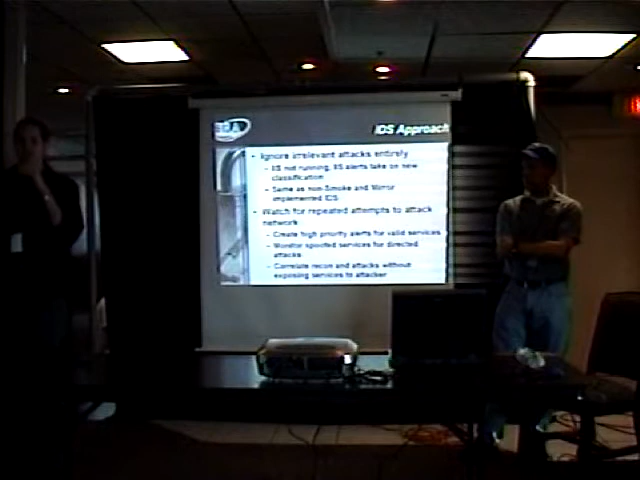 IDS Approach
• Ignore irrelevant attacks entirely
– IIS not running, IIS alerts take on new
classification
– Same as non-Smoke and Mirror
implemented IDS
• Watch for repeated attempts to attack
network
– Create high priority alerts for valid services
– Monitor spoofed services for directed
attacks
– Correlate recon and attacks without
exposing services to attacker